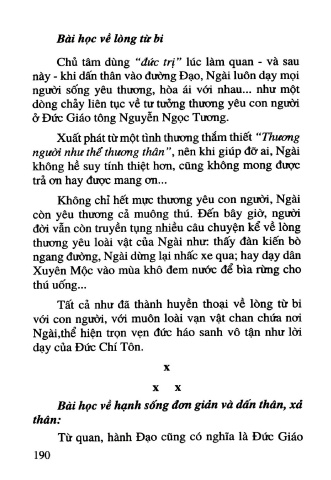 Bài học về lòng từ bi
Chủ tâm dùng “đức trị” lúc làm quan - và sau
này - khi dấn thân vào đường Đạo, Ngài luôn dạy mọi
người sống yêu thương, hòa ái với nhau... như một
dòng chảy liên tục về tư tưởng thương yêu con người
ở Đức Giáo tông Nguyễn Ngọc Tương.
Xuất phát từ một tình thương thắm thiết “Thương
người như thể thương thân”, nên khi giúp đỡ ai, Ngài
không hề suy tính thiệt hơn, cũng không mong được
trả ơn hay được mang ơn...
Không chỉ hết mực thương yêu con người, Ngài
còn yêu thương cả muông thú. Đến bây giờ, người
đời vẫn còn truyền tụng nhiều câu chuyện kể về lòng
thương yêu loài vật của Ngài như: thấy đàn kiến bò
ngang đường, Ngài dừng lại nhấc xe qua; hay dạy dân
Xuyên Mộc vào mùa khô đem nước để bìa rừng cho
thú uống...
Tất cả như đã thành huyền thoại về lòng từ bi
với con người, với muôn loài vạn vật chan chứa nơi
Ngài,thể hiện trọn vẹn đức háo sanh vô tận như lời
dạy của Đức Chí Tôn.
x
x x
Bài học về hạnh sống đơn giản và dấn thân, xả
thân:
Từ quan, hành Đạo cũng có nghĩa là Đức Giáo
190